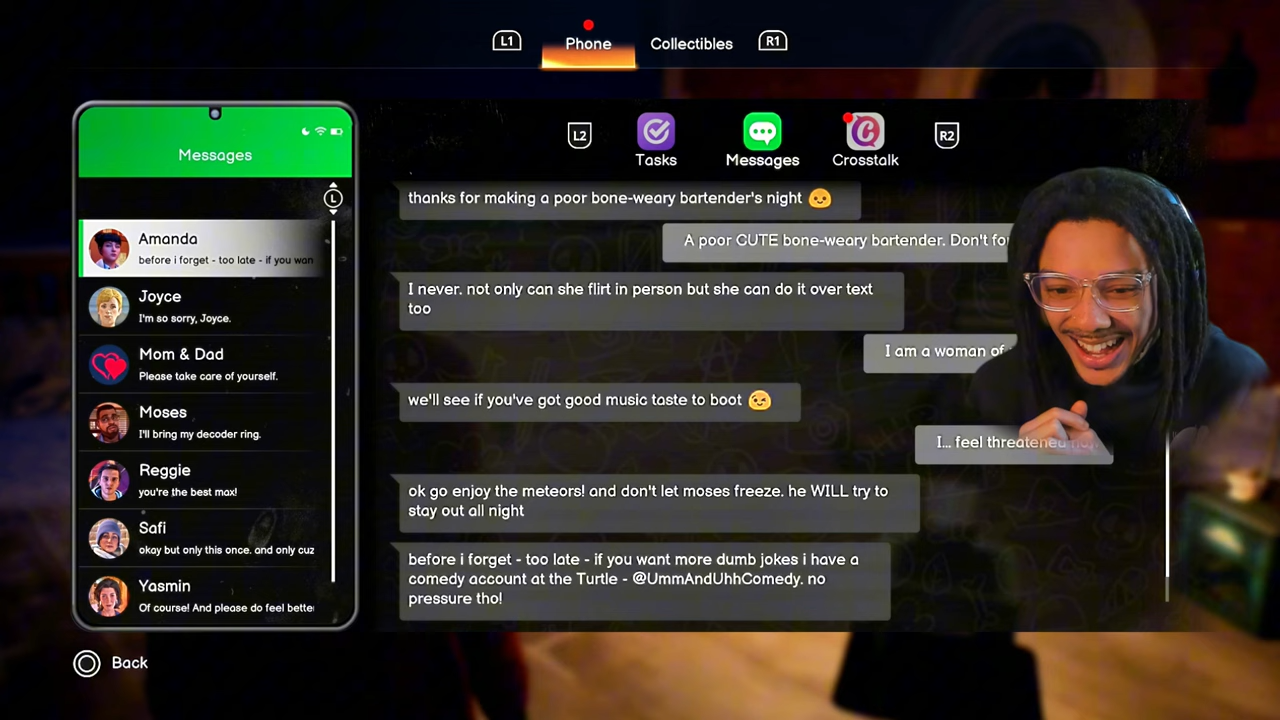 L1
Phone
Collectibles
R1
Messages
L
Amanda
before i forget - too late - if you wan
Joyce
I'm so sorry, Joyce.
Mom & Dad
Please take care of yourself.
Moses
I'll bring my decoder ring.
Reggie
you're the best max!
Safi
okay but only this once. and only cuz
Yasmin
Of course! And please do feel bette
L2
Tasks
Messages
Crosstalk
R2
thanks for making a poor bone-weary bartender's night
A poor CUTE bone-weary bartender. Don't fo
I never. not only can she flirt in person but she can do it over text
too
I am a woman of
we'll see if you've got good music taste to boot
I... feel threatened
ok go enjoy the meteors! and don't let moses freeze. he WILL try to
stay out all night
before i forget - too late - if you want more dumb jokes i have a
comedy account at the Turtle - @UmmAndUhhComedy. no
pressure tho!
Back